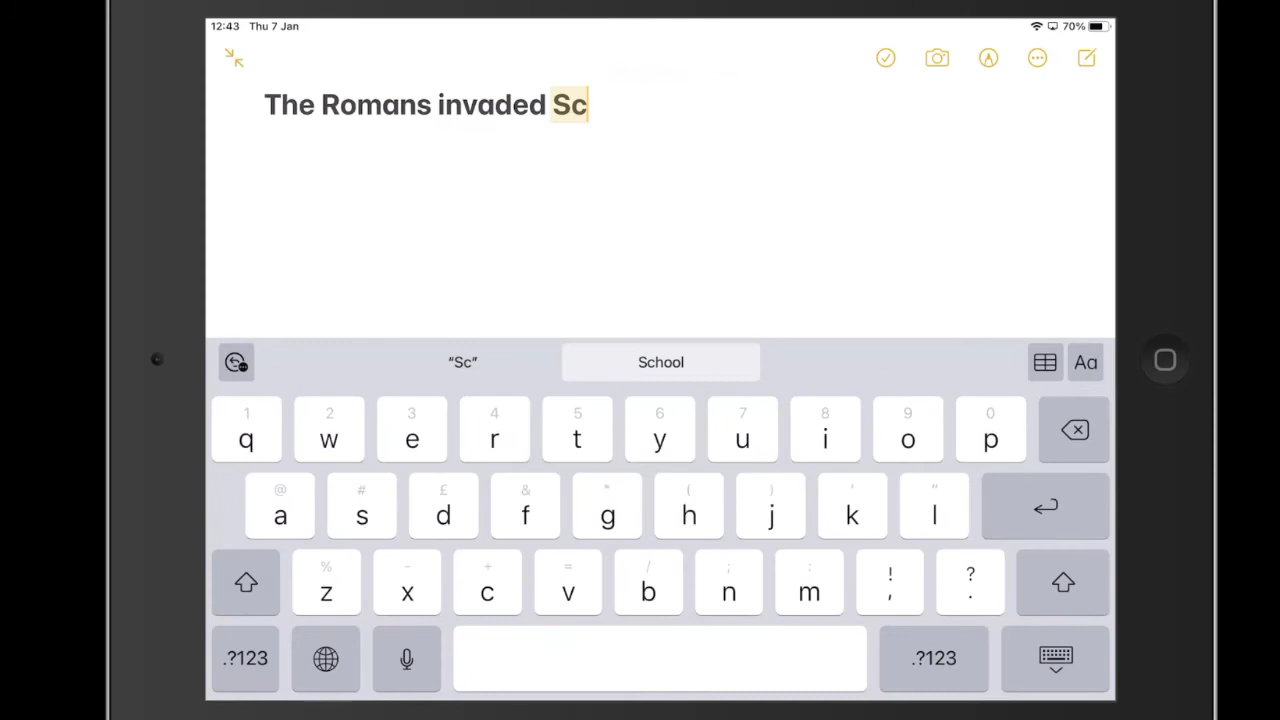 12:43 Thu 7 Jan 70%
The Romans invaded Sc
“Sc” School Aa
1 2 3 4 5 6 7 8 9 0
q w e r t y u i o p
@ # £ & * ( ) ' "
a s d f g h j k l
% - + = / ; : ! ?
z x c v b n m , .
.?123 .?123